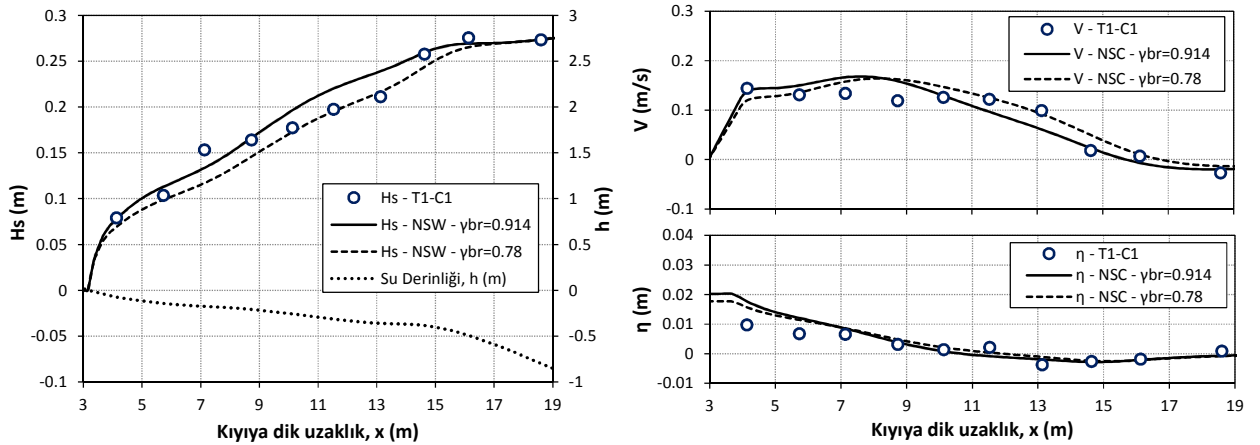 0.3
0.25
0.2
0.15
0.1
0.05
0
-0.05
-0.1
Hs (m)
3
2.5
2
1.5
1
0.5
0
-0.5
-1
h (m)
Hs - T1-C1
Hs - NSW - γbr=0.914
Hs - NSW - γbr=0.78
Su Derinliği, h (m)
3 5 7 9 11 13 15 17 19
Kıyıya dik uzaklık, x (m)
0.3
0.2
0.1
0
-0.1
V (m/s)
V - T1-C1
V - NSC - γbr=0.914
V - NSC - γbr=0.78
0.04
0.03
0.02
0.01
0.00
-0.01
η (m)
η - T1-C1
η - NSC - γbr=0.914
η - NSC - γbr=0.78
3 5 7 9 11 13 15 17 19
Kıyıya dik uzaklık, x (m)